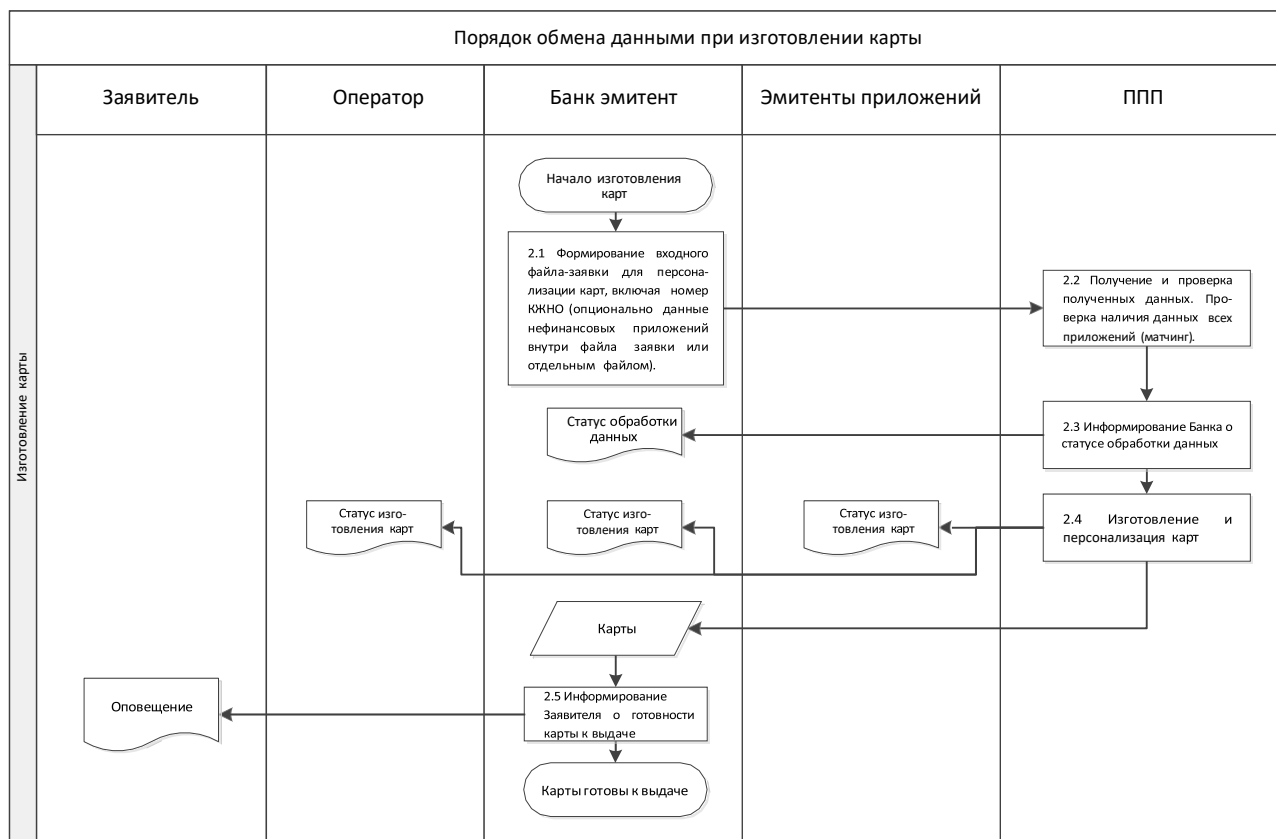 Порядок обмена данными при изготовлении карты
Заявитель
Оператор
Банк эмитент
Эмитенты приложений
ППП
Изготовление карты
Начало изготовления
карт
2.1 Формирование входного
файла-заявки для персона-
лизации карт, включая номер
КЖНО (опционально данные
нефинансовых приложений
внутри файла заявки или
отдельным файлом).
2.2 Получение и проверка
полученных данных. Про-
верка наличия данных всех
приложений (матчинг).
Статус обработки
данных
2.3 Информирование Банка о
статусе обработки данных
Статус изго-
товления карт
Статус изго-
товления карт
Статус изго-
товления карт
2.4 Изготовление и
персонализация карт
Карты
Оповещение
2.5 Информирование
Заявителя о готовности
карты к выдаче
Карты готовы к выдаче